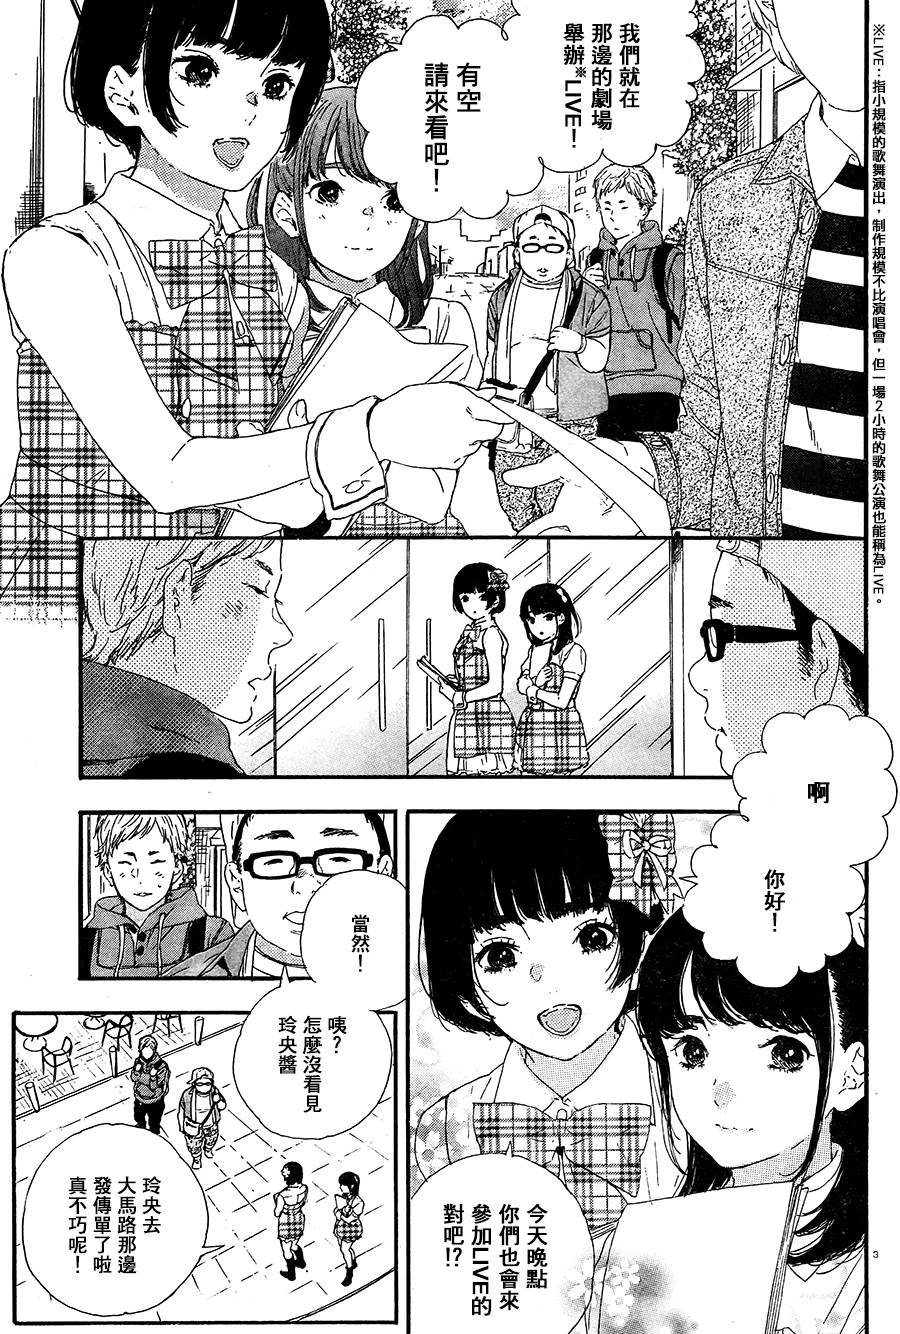 ※LIVE：指小規模的歌舞演出，制作規模不比演唱會，但一場2小時的歌舞公演也能稱為LIVE。
我們就在
那邊的劇場
舉辦※LIVE！
有空
請來看吧！
啊
你好！
今天晚點
你們也會來
參加LIVE的
對吧!?
當然！
咦？
怎麼沒看見
玲央醬
玲央去
大馬路那邊
發傳單了啦
真不巧呢！
3